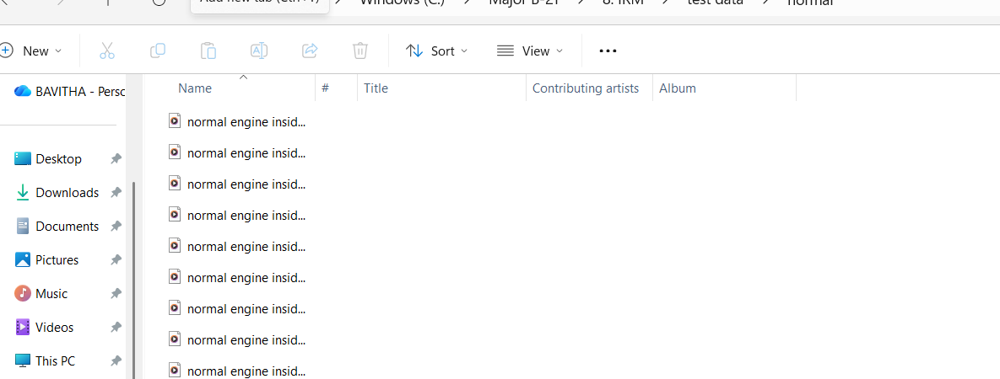 Add new tab (Ctrl+T)
Windows (C:) > Major B-21 > 8. IRM > test data > normal
New Sort View •••
BAVITHA - Persc
Name # Title Contributing artists Album
normal engine insid...
Desktop
normal engine insid...
Downloads
normal engine insid...
Documents
normal engine insid...
Pictures
normal engine insid...
Music
normal engine insid...
Videos
normal engine insid...
This PC
normal engine insid...
normal engine insid...